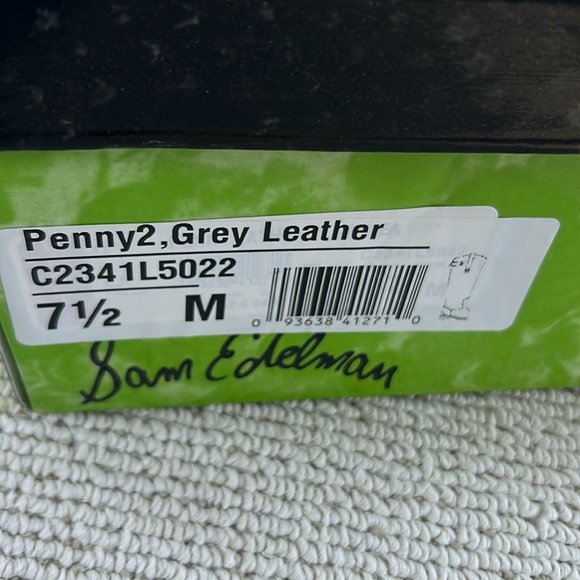 Penny2,Grey Leather
C2341L5022
7½ M
0 93638 41271 0
Sam Edelman